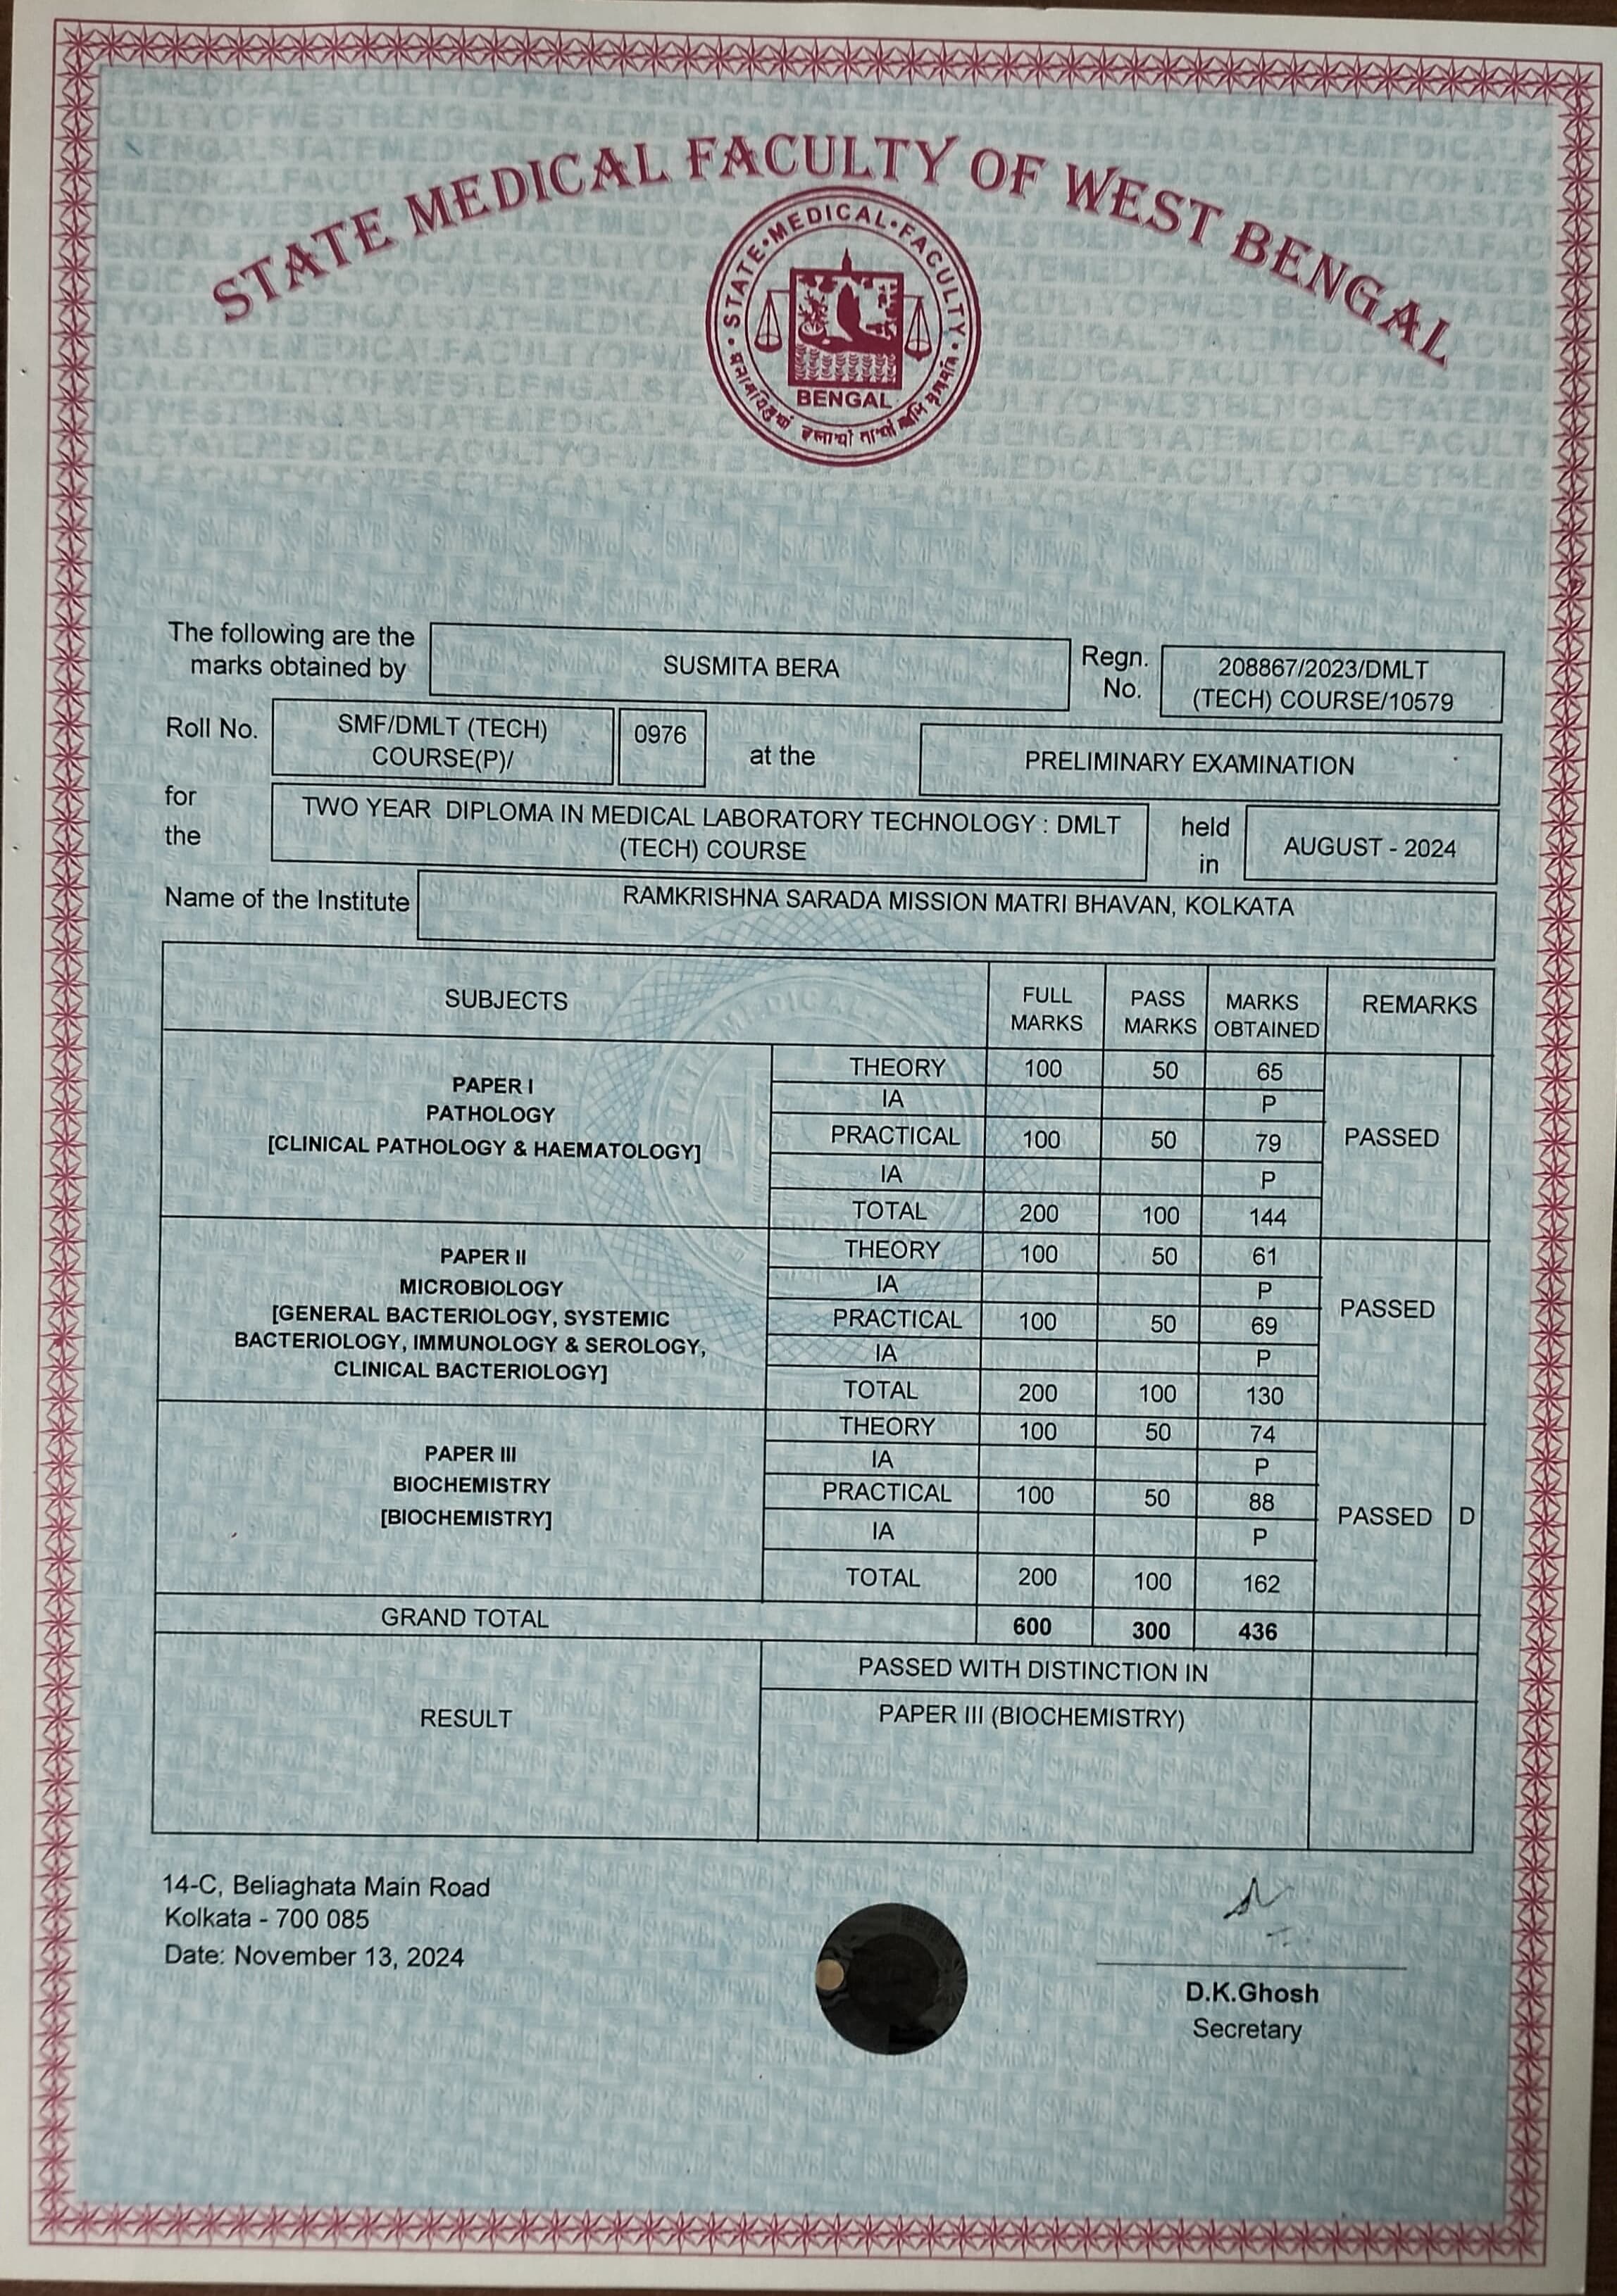 STATE MEDICAL FACULTY OF WEST BENGAL
STATE • MEDICAL • FACULTY
BENGAL
The following are the
marks obtained by
SUSMITA BERA
Regn.
No.
208867/2023/DMLT
(TECH) COURSE/10579
Roll No.
SMF/DMLT (TECH)
COURSE(P)/
0976
at the
PRELIMINARY EXAMINATION
for
the
TWO YEAR DIPLOMA IN MEDICAL LABORATORY TECHNOLOGY : DMLT
(TECH) COURSE
held
in
AUGUST - 2024
Name of the Institute
RAMKRISHNA SARADA MISSION MATRI BHAVAN, KOLKATA
SUBJECTS
FULL
MARKS
PASS
MARKS
MARKS
OBTAINED
REMARKS
PAPER I
PATHOLOGY
[CLINICAL PATHOLOGY & HAEMATOLOGY]
THEORY 100 50 65
IA P
PRACTICAL 100 50 79
IA P
TOTAL 200 100 144
PASSED
PAPER II
MICROBIOLOGY
[GENERAL BACTERIOLOGY, SYSTEMIC
BACTERIOLOGY, IMMUNOLOGY & SEROLOGY,
CLINICAL BACTERIOLOGY]
THEORY 100 50 61
IA P
PRACTICAL 100 50 69
IA P
TOTAL 200 100 130
PASSED
PAPER III
BIOCHEMISTRY
[BIOCHEMISTRY]
THEORY 100 50 74
IA P
PRACTICAL 100 50 88
IA P
TOTAL 200 100 162
PASSED D
GRAND TOTAL 600 300 436
RESULT
PASSED WITH DISTINCTION IN
PAPER III (BIOCHEMISTRY)
14-C, Beliaghata Main Road
Kolkata - 700 085
Date: November 13, 2024
D.K.Ghosh
Secretary